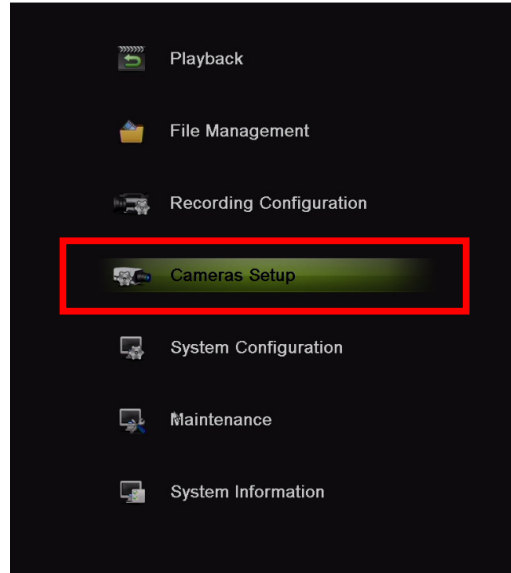 Playback
File Management
Recording Configuration
Cameras Setup
System Configuration
Maintenance
System Information